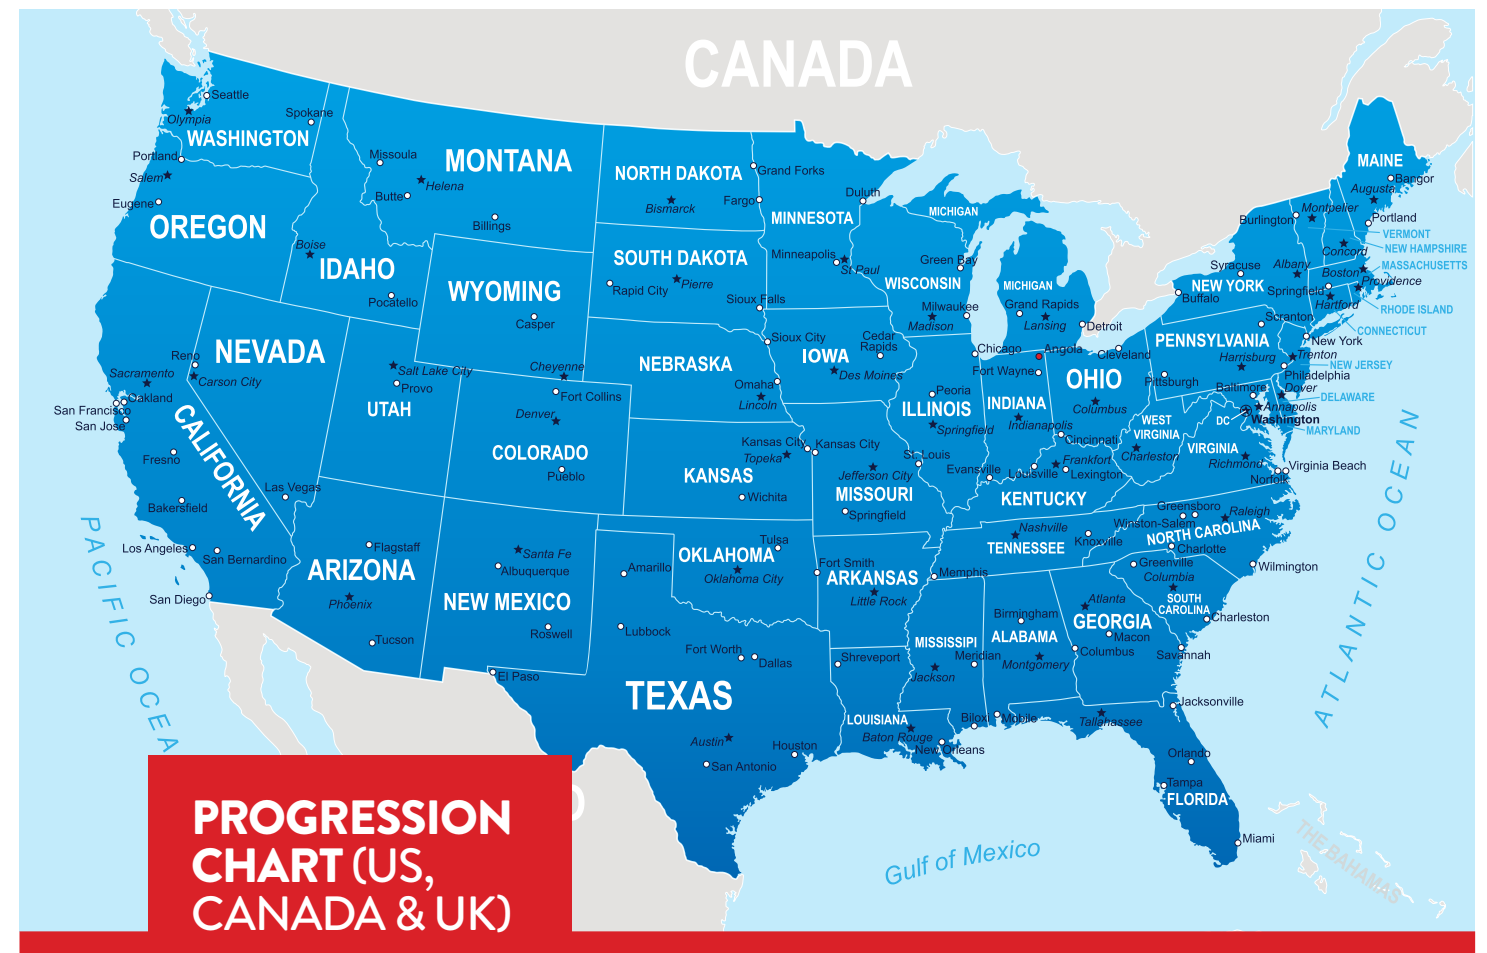 CANADA
Seattle
Olympia
Spokane
WASHINGTON
Portland
Salem
Eugene
OREGON
Missoula
MONTANA
Helena
Butte
Billings
Boise
IDAHO
Pocatello
NORTH DAKOTA
Grand Forks
Bismarck
Fargo
SOUTH DAKOTA
Rapid City
Pierre
Sioux Falls
MINNESOTA
Duluth
Minneapolis
St Paul
MICHIGAN
Green Bay
WISCONSIN
Milwaukee
Madison
MICHIGAN
Grand Rapids
Lansing
Detroit
MAINE
Bangor
Augusta
Montpelier
Burlington
Portland
VERMONT
NEW HAMPSHIRE
Concord
Syracuse
Albany
Boston
MASSACHUSETTS
NEW YORK
Springfield
Providence
Buffalo
Hartford
RHODE ISLAND
Scranton
CONNECTICUT
PENNSYLVANIA
New York
Harrisburg
Trenton
NEW JERSEY
Pittsburgh
Philadelphia
Baltimore
Dover
DELAWARE
Annapolis
DC
Washington
MARYLAND
WYOMING
Casper
Cheyenne
NEVADA
Reno
Carson City
Sacramento
Oakland
San Francisco
San Jose
CALIFORNIA
Fresno
Bakersfield
Las Vegas
Los Angeles
San Bernardino
San Diego
Salt Lake City
Provo
UTAH
Fort Collins
Denver
COLORADO
Pueblo
NEBRASKA
Omaha
Lincoln
Sioux City
IOWA
Cedar
Rapids
Des Moines
Chicago
Angola
Fort Wayne
Cleveland
OHIO
Columbus
Peoria
ILLINOIS
Springfield
INDIANA
Indianapolis
Cincinnati
WEST
VIRGINIA
Charleston
VIRGINIA
Richmond
Virginia Beach
Norfolk
Kansas City
Kansas City
Topeka
KANSAS
Wichita
St. Louis
Jefferson City
MISSOURI
Springfield
Evansville
Louisville
Frankfort
Lexington
KENTUCKY
Nashville
TENNESSEE
Knoxville
Memphis
Greensboro
Winston-Salem
Raleigh
NORTH CAROLINA
Charlotte
Wilmington
Greenville
Columbia
SOUTH
CAROLINA
Charleston
Flagstaff
ARIZONA
Phoenix
Tucson
Santa Fe
Albuquerque
NEW MEXICO
Roswell
El Paso
Tulsa
OKLAHOMA
Oklahoma City
Amarillo
Lubbock
Fort Worth
Dallas
TEXAS
Austin
San Antonio
Houston
Fort Smith
ARKANSAS
Little Rock
Shreveport
LOUISIANA
Baton Rouge
New Orleans
MISSISSIPI
Meridian
Jackson
Biloxi
Mobile
Birmingham
ALABAMA
Montgomery
Atlanta
GEORGIA
Macon
Columbus
Savannah
Tallahassee
Jacksonville
Orlando
Tampa
FLORIDA
Miami
PACIFIC OCEA
ATLANTIC OCEAN
Gulf of Mexico
THE BAHAMAS
O
PROGRESSION
CHART (US,
CANADA & UK)